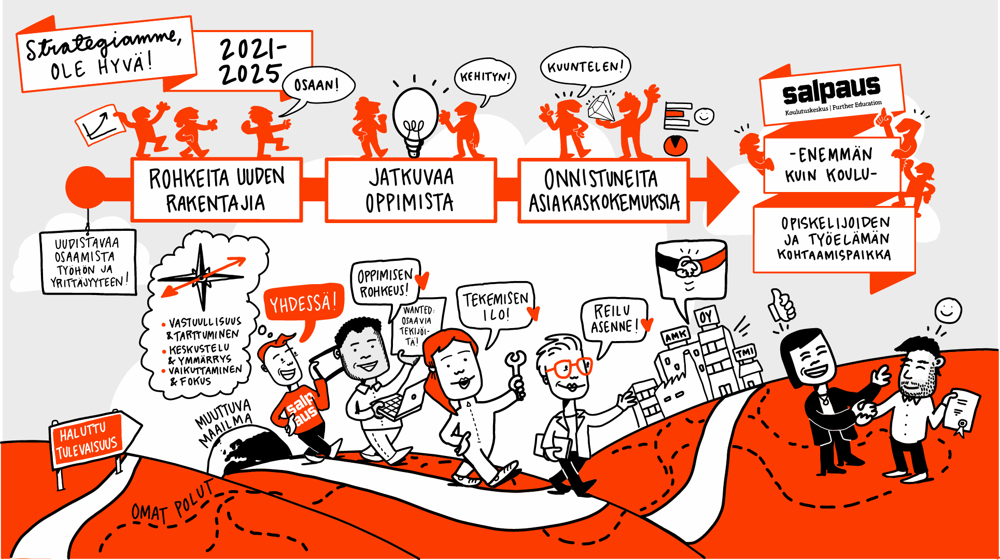 Strategiamme,
OLE HYVÄ!
2021-
2025
OSAAN!
KEHITYN!
KUUNTELEN!
salpaus
Koulutuskeskus | Further Education
-ENEMMÄN
KUIN KOULU-
OPISKELIJOIDEN
JA TYÖELÄMÄN
KOHTAAMISPAIKKA
ROHKEITA UUDEN
RAKENTAJIA
JATKUVAA
OPPIMISTA
ONNISTUNEITA
ASIAKASKOKEMUKSIA
UUDISTAVAA
OSAAMISTA
TYÖHÖN JA
YRITTÄJYYTEEN!
• VASTUULLISUUS
& TARTTUMINEN
• KESKUSTELU
& YMMÄRRYS
• VAIKUTTAMINEN
& FOKUS
YHDESSÄ!
OPPIMISEN
ROHKEUS!
WANTED:
OSAAVIA
TEKIJÖI-
TÄ!
TEKEMISEN
ILO!
REILU
ASENNE!
AMK
OY
TMI
salp
aus
MUUTTUVA
MAAILMA
HALUTTU
TULEVAISUUS
OMAT POLUT